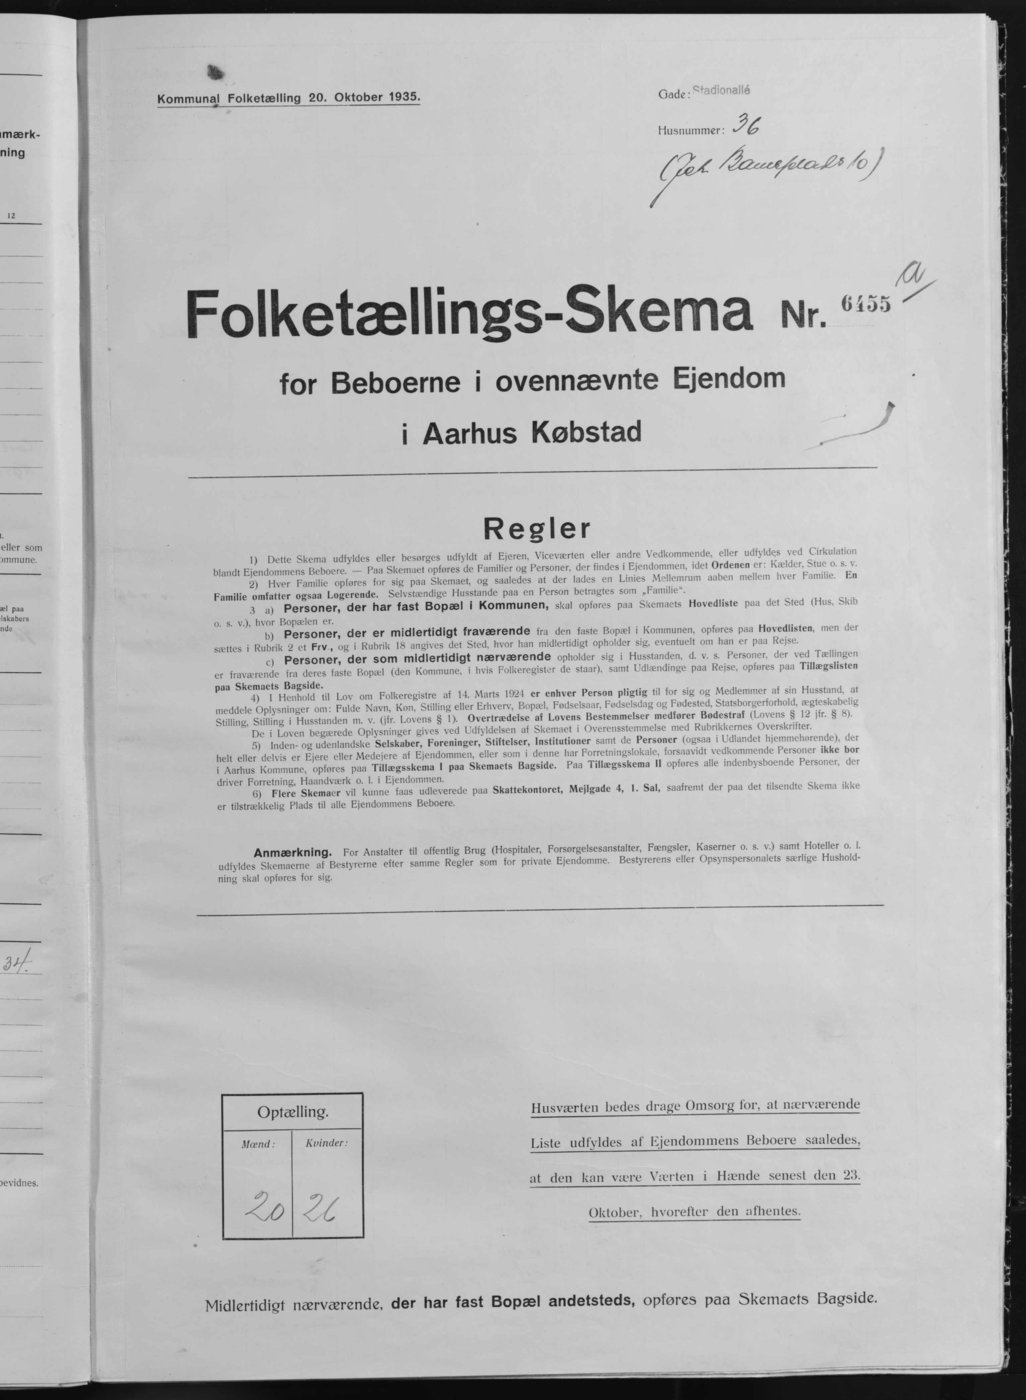 mærk-
ning
12
eller som
ommune.
æl paa
elskabers
nde
34.
bevidnes.
Kommunal Folketælling 20. Oktober 1935.
Gade: Stadionallé
Husnummer: 36
Folketællings-Skema Nr. 6455 a
for Beboerne i ovennævnte Ejendom
i Aarhus Købstad
Regler
1) Dette Skema udfyldes eller besørges udfyldt af Ejeren, Viceværten eller andre Vedkommende, eller udfyldes ved Cirkulation
blandt Ejendommens Beboere. — Paa Skemaet opføres de Familier og Personer, der findes i Ejendommen, idet Ordenen er: Kælder, Stue o. s. v.
2) Hver Familie opføres for sig paa Skemaet, og saaledes at der lades en Linies Mellemrum aaben mellem hver Familie. En
Familie omfatter ogsaa Logerende. Selvstændige Husstande paa en Person betragtes som „Familie“.
3 a) Personer, der har fast Bopæl i Kommunen, skal opføres paa Skemaets Hovedliste paa det Sted (Hus, Skib
o. s. v.), hvor Bopælen er.
b) Personer, der er midlertidigt fraværende fra den faste Bopæl i Kommunen, opføres paa Hovedlisten, men der
sættes i Rubrik 2 et Frv., og i Rubrik 18 angives det Sted, hvor han midlertidigt opholder sig, eventuelt om han er paa Rejse.
c) Personer, der som midlertidigt nærværende opholder sig i Husstanden, d. v. s. Personer, der ved Tællingen
er fraværende fra deres faste Bopæl (den Kommune, i hvis Folkeregister de staar), samt Udlændinge paa Rejse, opføres paa Tillægslisten
paa Skemaets Bagside.
4) I Henhold til Lov om Folkeregistre af 14. Marts 1924 er enhver Person pligtig til for sig og Medlemmer af sin Husstand, at
meddele Oplysninger om: Fulde Navn, Køn, Stilling eller Erhverv, Bopæl, Fødselsaar, Fødselsdag og Fødested, Statsborgerforhold, ægteskabelig
Stilling, Stilling i Husstanden m. v. (jfr. Lovens § 1). Overtrædelse af Lovens Bestemmelser medfører Bødestraf (Lovens § 12 jfr. § 8).
De i Loven begærede Oplysninger gives ved Udfyldelsen af Skemaet i Overensstemmelse med Rubrikkernes Overskrifter.
5) Inden- og udenlandske Selskaber, Foreninger, Stiftelser, Institutioner samt de Personer (ogsaa i Udlandet hjemmehørende), der
helt eller delvis er Ejere eller Medejere af Ejendommen, eller som i denne har Forretningslokale, forsaavidt vedkommende Personer ikke bor
i Aarhus Kommune, opføres paa Tillægsskema I paa Skemaets Bagside. Paa Tillægsskema II opføres alle indenbysboende Personer, der
driver Forretning, Haandværk o. l. i Ejendommen.
6) Flere Skemaer vil kunne faas udleverede paa Skattekontoret, Mejlgade 4, 1. Sal, saafremt der paa det tilsendte Skema ikke
er tilstrækkelig Plads til alle Ejendommens Beboere.
Anmærkning. For Anstalter til offentlig Brug (Hospitaler, Forsørgelsesanstalter, Fængsler, Kaserner o. s. v.) samt Hoteller o. l.
udfyldes Skemaerne af Bestyrerne efter samme Regler som for private Ejendomme. Bestyrerens eller Opsynspersonalets særlige Hushold-
ning skal opføres for sig.
Optælling.
Mænd: Kvinder:
20 26
Husværten bedes drage Omsorg for, at nærværende
Liste udfyldes af Ejendommens Beboere saaledes,
at den kan være Værten i Hænde senest den 23.
Oktober, hvorefter den afhentes.
Midlertidigt nærværende, der har fast Bopæl andetsteds, opføres paa Skemaets Bagside.